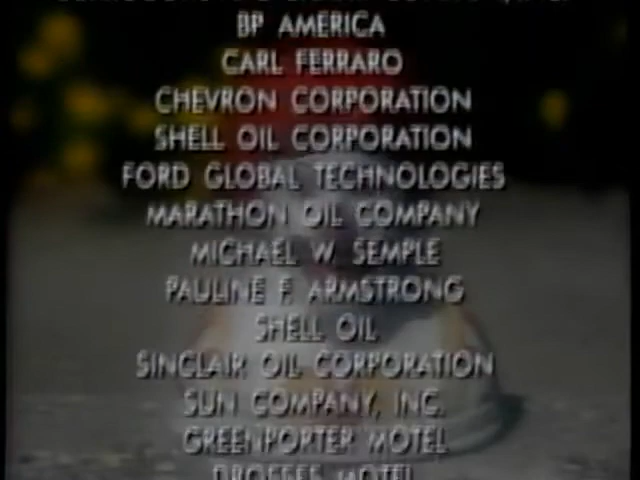 BP AMERICA
CARL FERRARO
CHEVRON CORPORATION
SHELL OIL CORPORATION
FORD GLOBAL TECHNOLOGIES
MARATHON OIL COMPANY
MICHAEL W. SEMPLE
PAULINE F. ARMSTRONG
SHELL OIL
SINCLAIR OIL CORPORATION
SUN COMPANY, INC.
GREENPORTER MOTEL
MOTEL